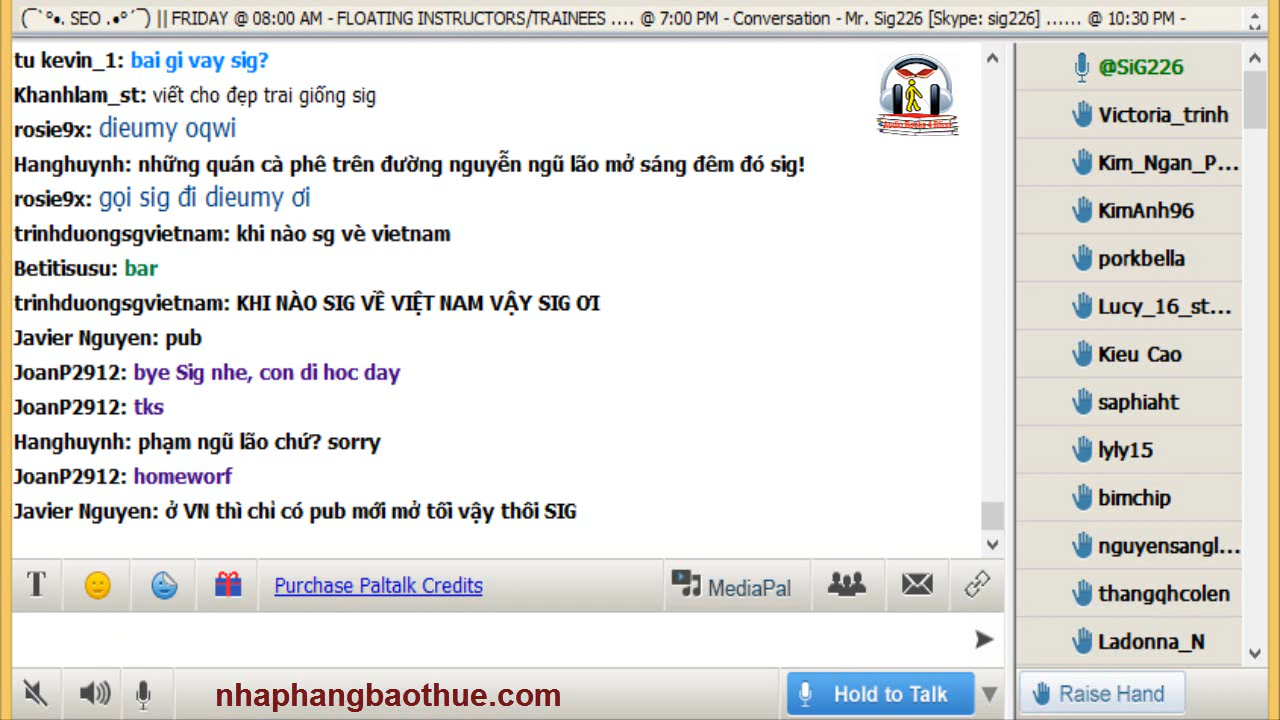 (¯`°•. SEO .•°´¯) || FRIDAY @ 08:00 AM - FLOATING INSTRUCTORS/TRAINEES .... @ 7:00 PM - Conversation - Mr. Sig226 [Skype: sig226] ...... @ 10:30 PM -
tu kevin_1: bai gi vay sig?
Khanhlam_st: viết cho đẹp trai giống sig
rosie9x: dieumy oqwi
Hanghuynh: những quán cà phê trên đường nguyễn ngũ lão mở sáng đêm đó sig!
rosie9x: gọi sig đi dieumy ơi
trinhduongsgvietnam: khi nào sg vè vietnam
Betitisusu: bar
trinhduongsgvietnam: KHI NÀO SIG VỀ VIỆT NAM VẬY SIG ƠI
Javier Nguyen: pub
JoanP2912: bye Sig nhe, con di hoc day
JoanP2912: tks
Hanghuynh: phạm ngũ lão chứ? sorry
JoanP2912: homeworf
Javier Nguyen: ở VN thì chỉ có pub mới mở tối vậy thôi SIG
T
Purchase Paltalk Credits
MediaPal
nhaphangbaothue.com
Hold to Talk
@SiG226
Victoria_trinh
Kim_Ngan_P...
KimAnh96
porkbella
Lucy_16_st...
Kieu Cao
saphiaht
lyly15
bimchip
nguyensangl...
thangqhcolen
Ladonna_N
Raise Hand